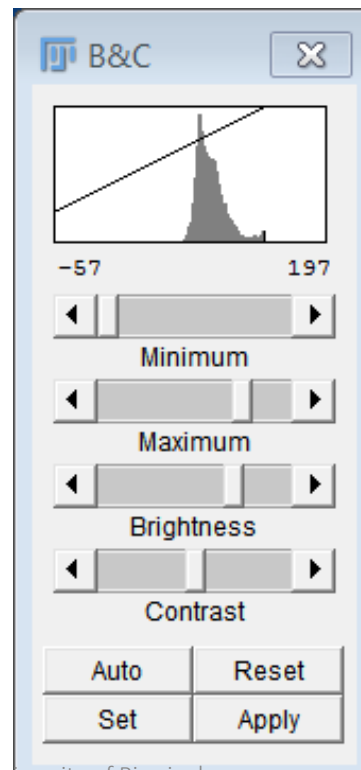 B&C
-57 197
Minimum
Maximum
Brightness
Contrast
Auto Reset
Set Apply